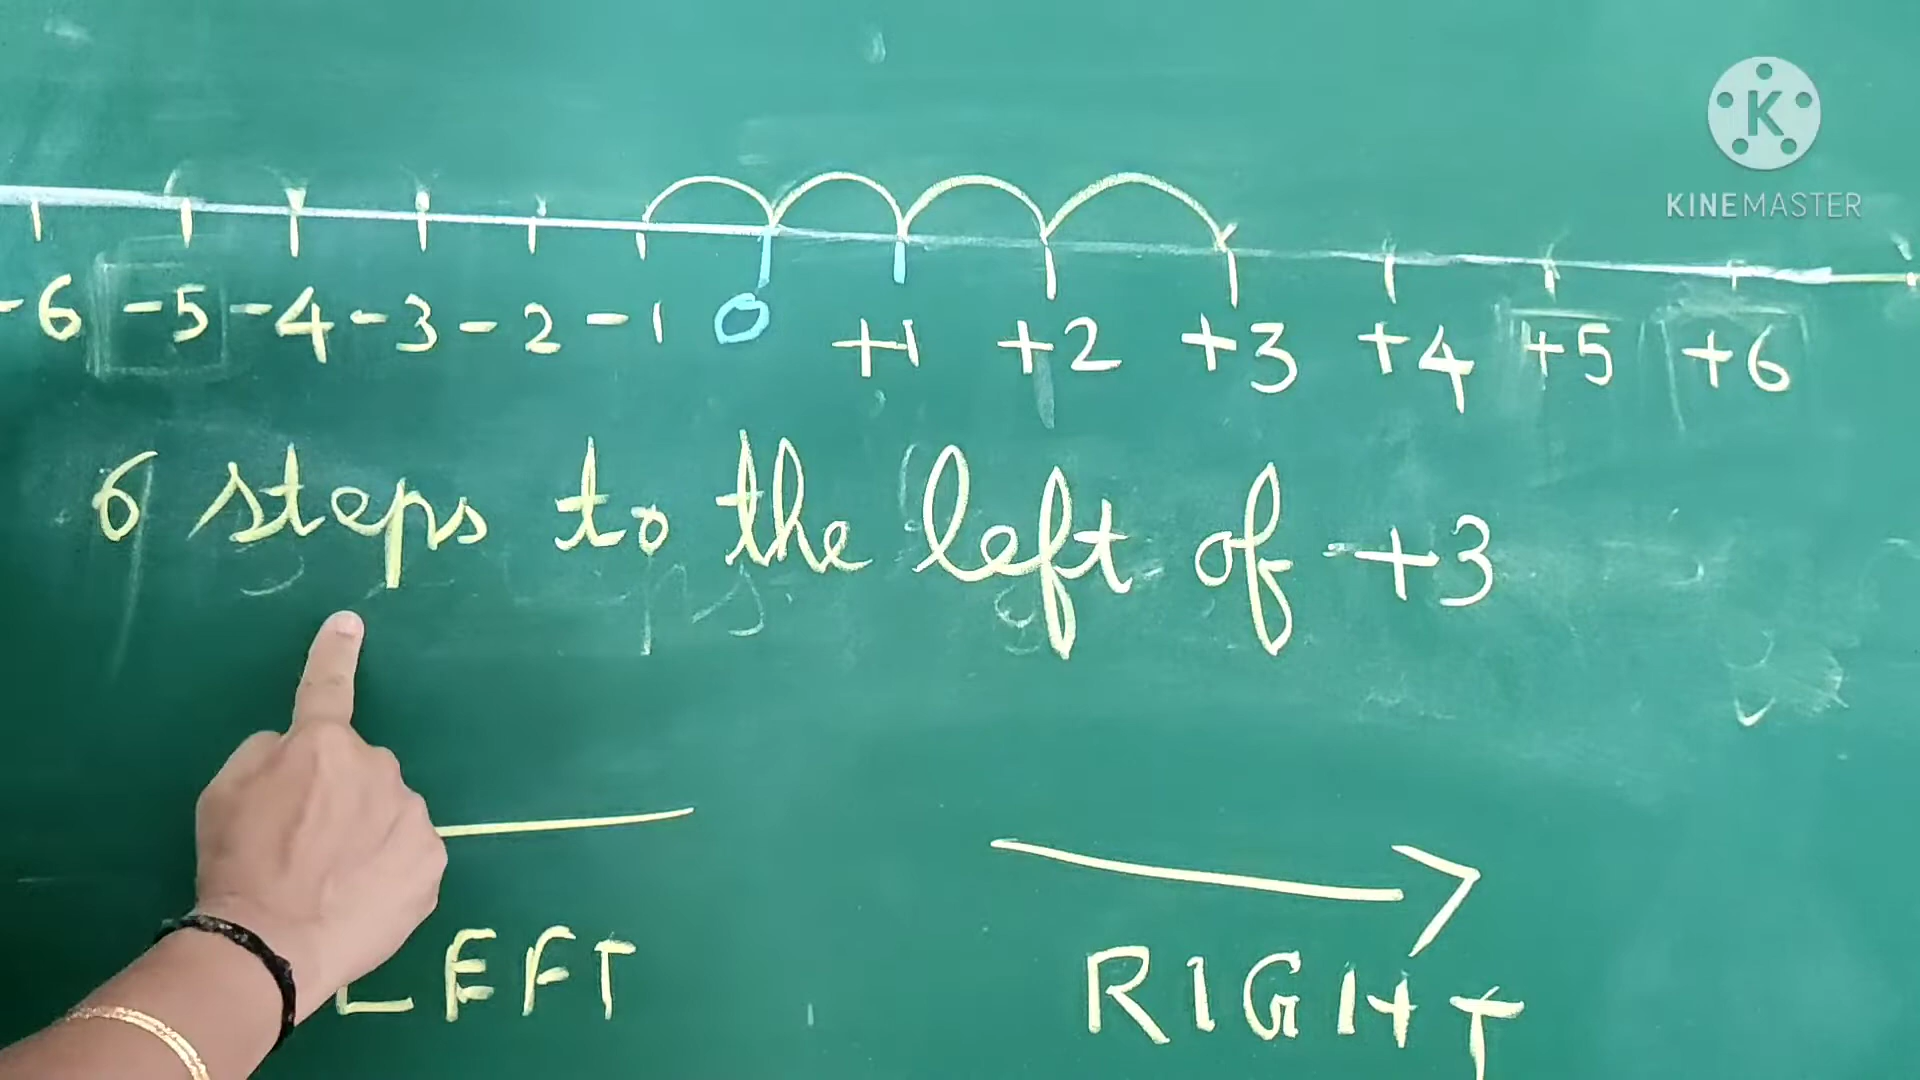 K
KINEMASTER
-6 -5 -4 -3 -2 -1 0 +1 +2 +3 +4 +5 +6
6 steps to the left of +3
LEFT RIGHT